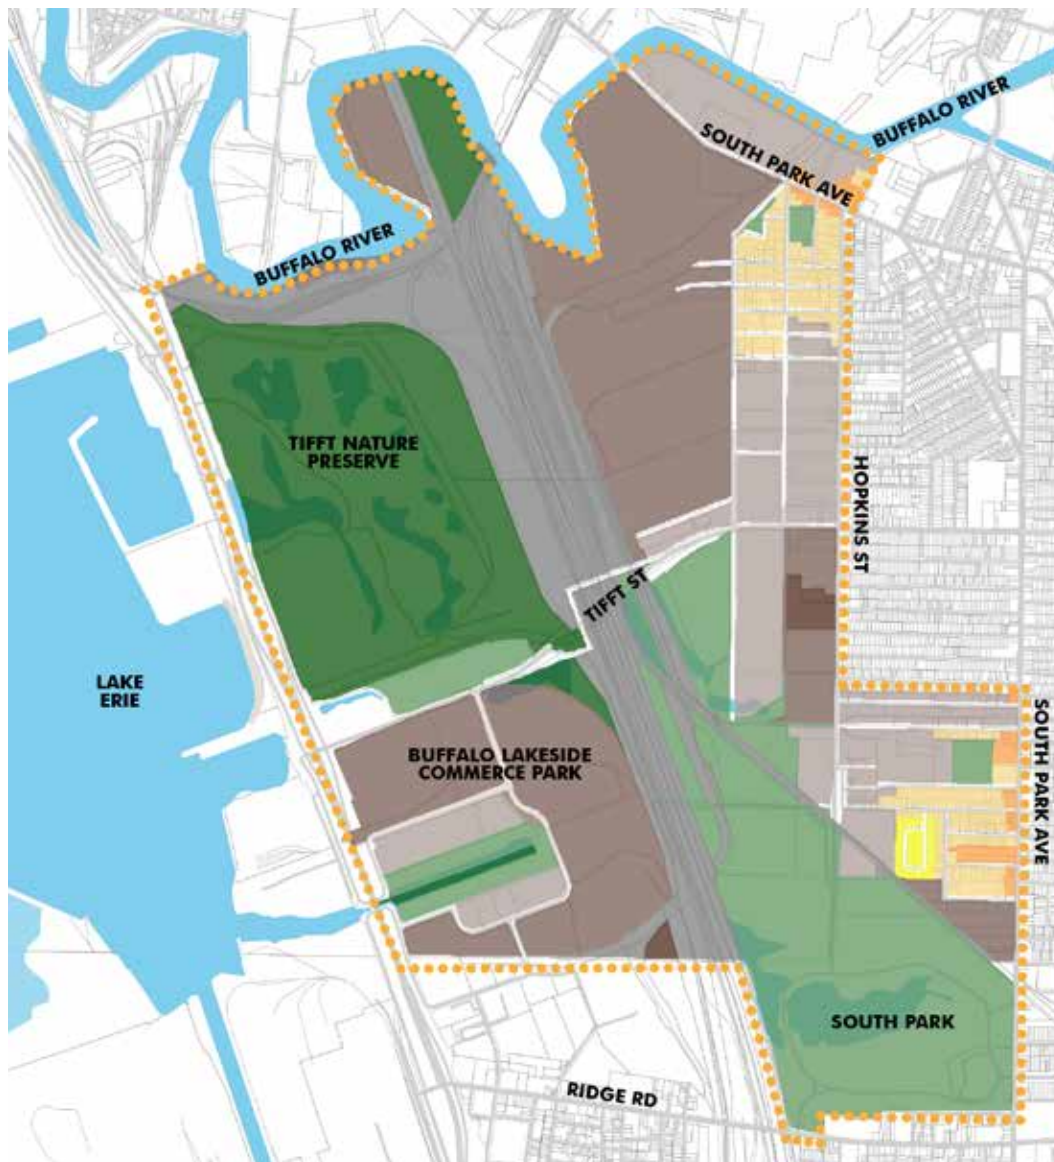 BUFFALO RIVER
SOUTH PARK AVE
BUFFALO RIVER
TIFFT NATURE
PRESERVE
HOPKINS ST
TIFFT ST
LAKE
ERIE
SOUTH PARK AVE
BUFFALO LAKESIDE
COMMERCE PARK
SOUTH PARK
RIDGE RD